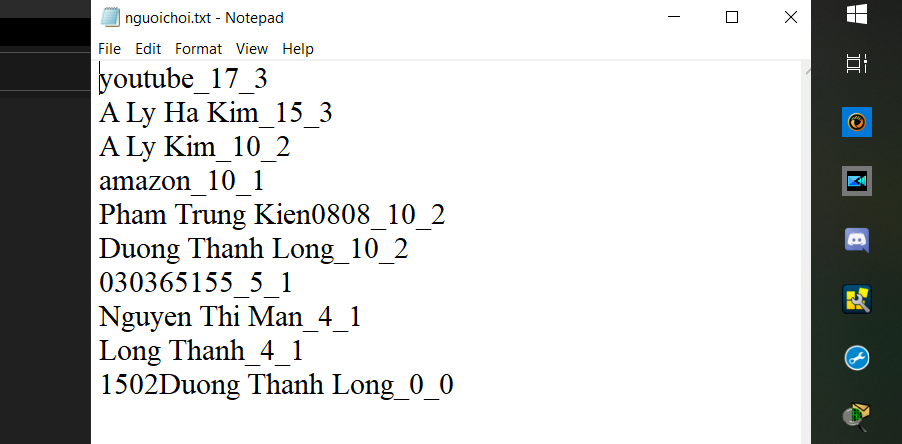 nguoichoi.txt - Notepad
File Edit Format View Help
youtube_17_3
A Ly Ha Kim_15_3
A Ly Kim_10_2
amazon_10_1
Pham Trung Kien0808_10_2
Duong Thanh Long_10_2
030365155_5_1
Nguyen Thi Man_4_1
Long Thanh_4_1
1502Duong Thanh Long_0_0